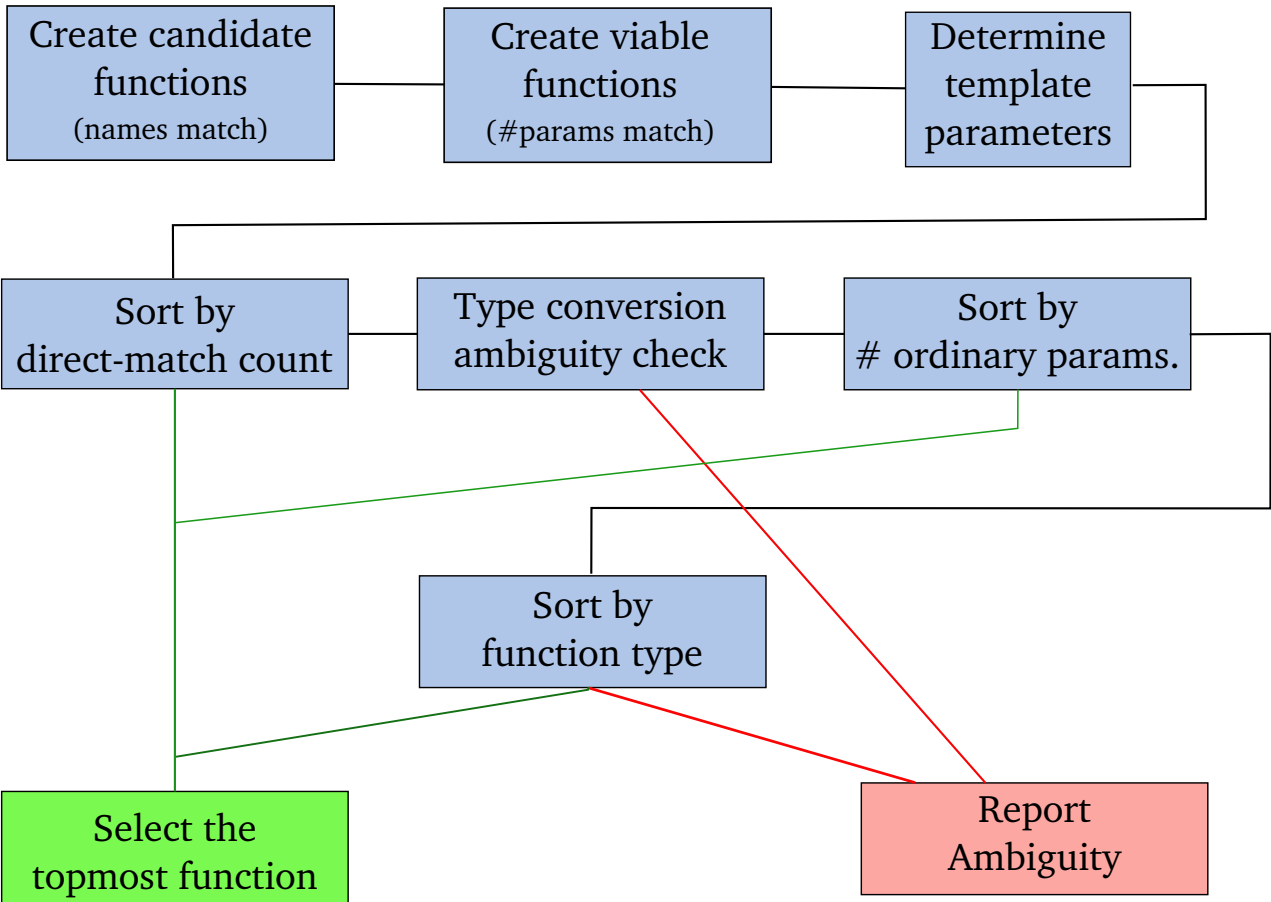 Create candidate
functions
(names match)
Create viable
functions
(#params match)
Determine
template
parameters
Sort by
direct-match count
Type conversion
ambiguity check
Sort by
# ordinary params.
Sort by
function type
Select the
topmost function
Report
Ambiguity